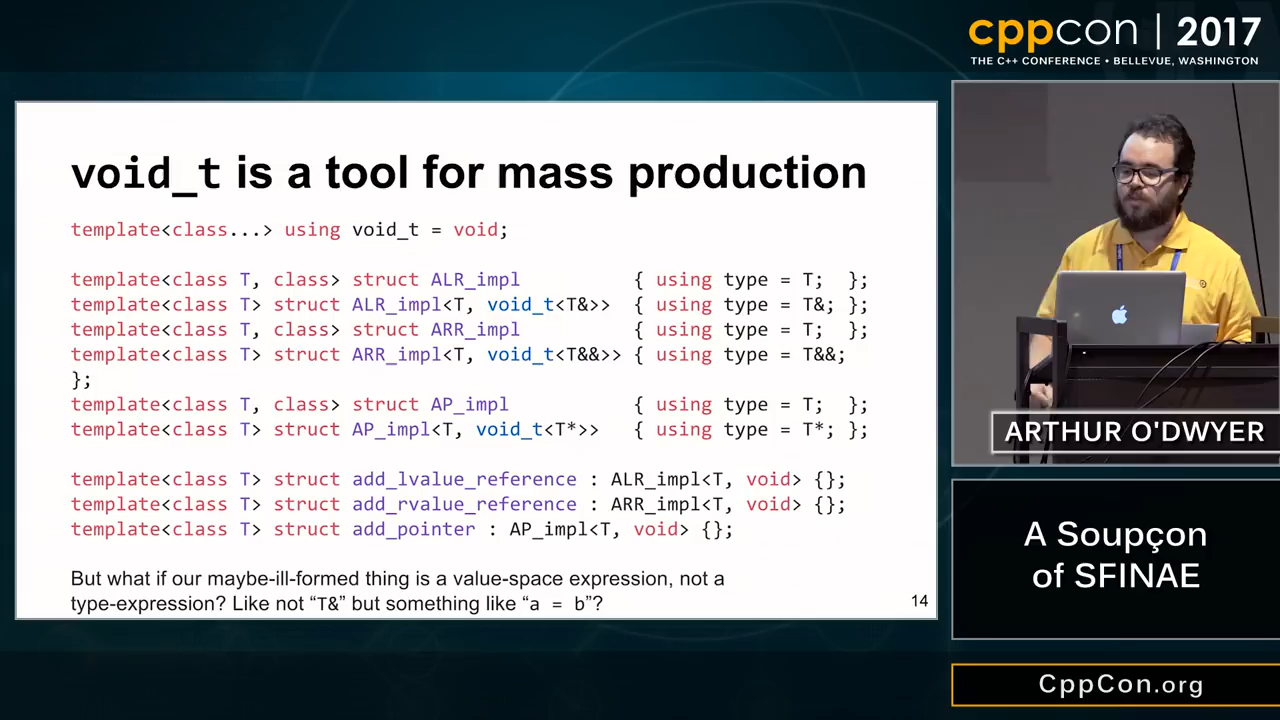 cppcon | 2017
THE C++ CONFERENCE • BELLEVUE, WASHINGTON
void_t is a tool for mass production
template<class...> using void_t = void;
template<class T, class> struct ALR_impl { using type = T; };
template<class T> struct ALR_impl<T, void_t<T&>> { using type = T&; };
template<class T, class> struct ARR_impl { using type = T; };
template<class T> struct ARR_impl<T, void_t<T&&>> { using type = T&&;
};
template<class T, class> struct AP_impl { using type = T; };
template<class T> struct AP_impl<T, void_t<T*>> { using type = T*; };
template<class T> struct add_lvalue_reference : ALR_impl<T, void> {};
template<class T> struct add_rvalue_reference : ARR_impl<T, void> {};
template<class T> struct add_pointer : AP_impl<T, void> {};
But what if our maybe-ill-formed thing is a value-space expression, not a
type-expression? Like not “T&” but something like “a = b”?
14
ARTHUR O'DWYER
A Soupçon
of SFINAE
CppCon.org